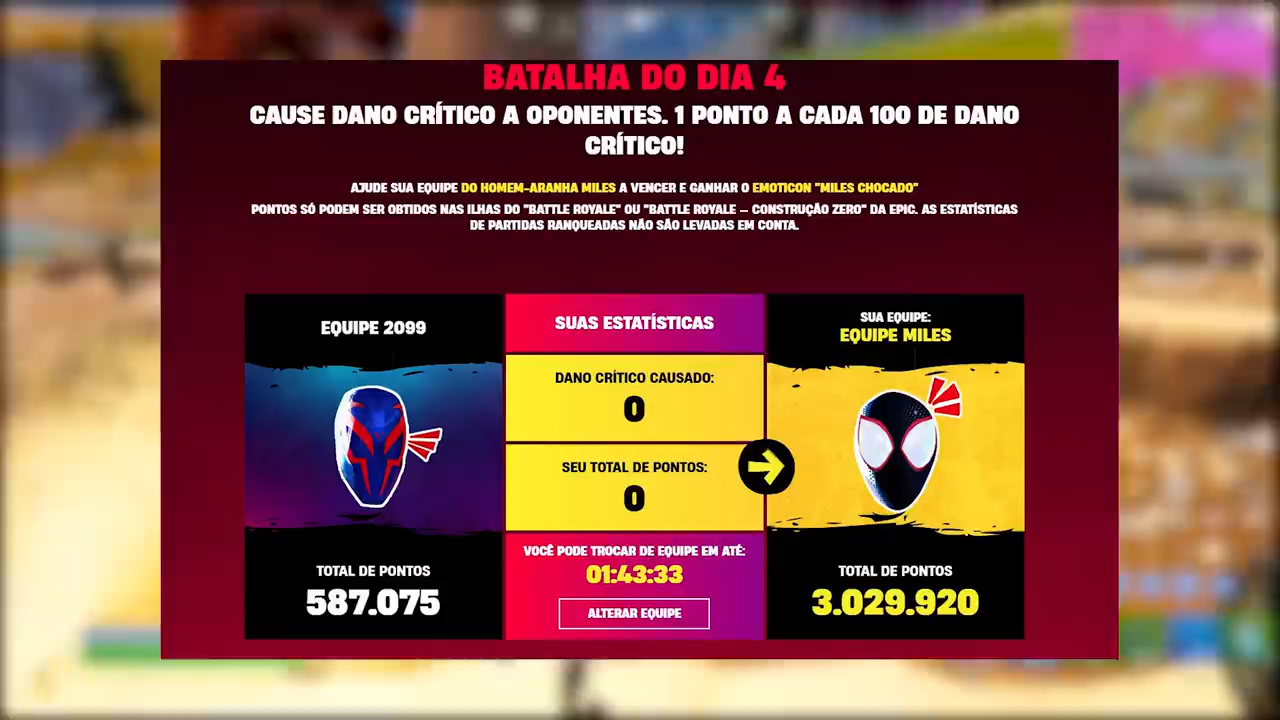 BATALHA DO DIA 4
CAUSE DANO CRÍTICO A OPONENTES. 1 PONTO A CADA 100 DE DANO
CRÍTICO!
AJUDE SUA EQUIPE DO HOMEM-ARANHA MILES A VENCER E GANHAR O EMOTICON "MILES CHOCADO"
PONTOS SÓ PODEM SER OBTIDOS NAS ILHAS DO "BATTLE ROYALE" OU "BATTLE ROYALE – CONSTRUÇÃO ZERO" DA EPIC. AS ESTATÍSTICAS
DE PARTIDAS RANQUEADAS NÃO SÃO LEVADAS EM CONTA.
EQUIPE 2099
TOTAL DE PONTOS
587.075
SUAS ESTATÍSTICAS
DANO CRÍTICO CAUSADO:
0
SEU TOTAL DE PONTOS:
0
VOCÊ PODE TROCAR DE EQUIPE EM ATÉ:
01:43:33
ALTERAR EQUIPE
SUA EQUIPE:
EQUIPE MILES
TOTAL DE PONTOS
3.029.920